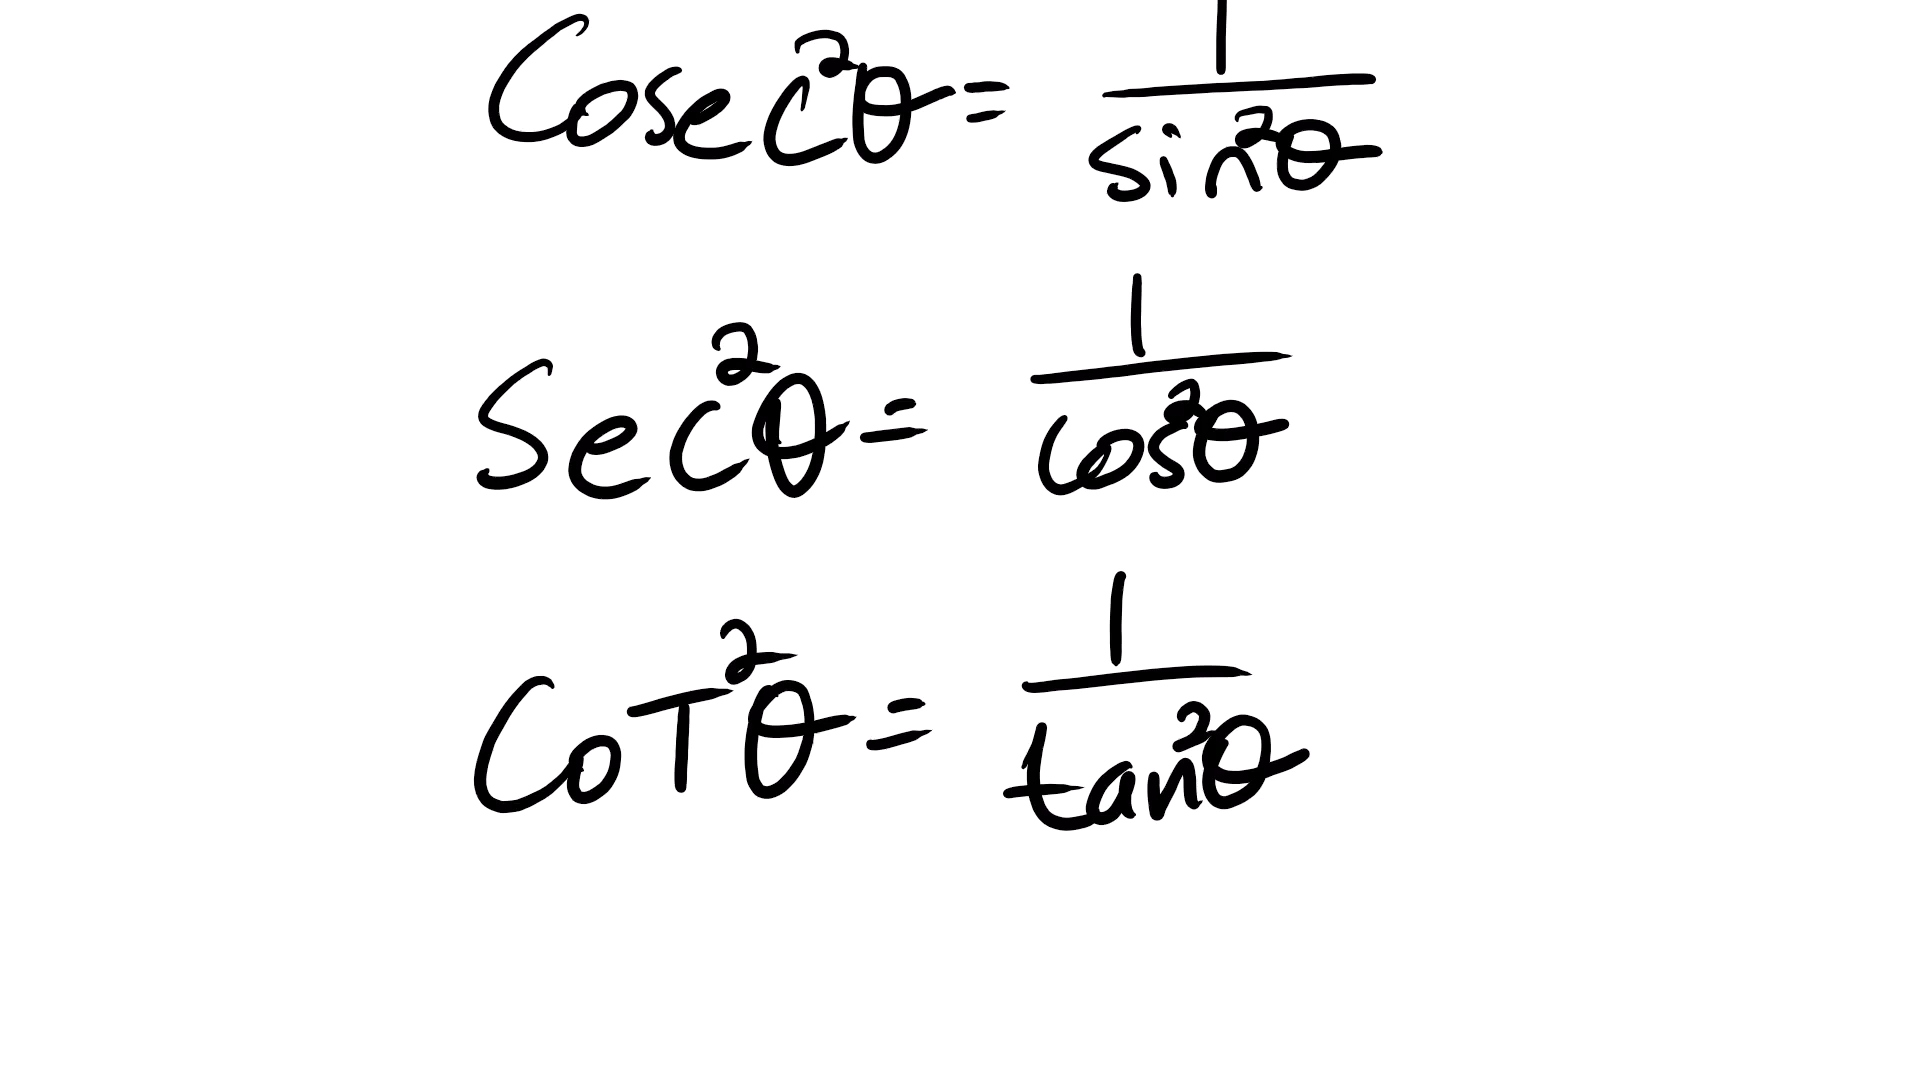 Cosec²θ = 1/sin²θ
Sec²θ = 1/cos²θ
CoT²θ = 1/tan²θ